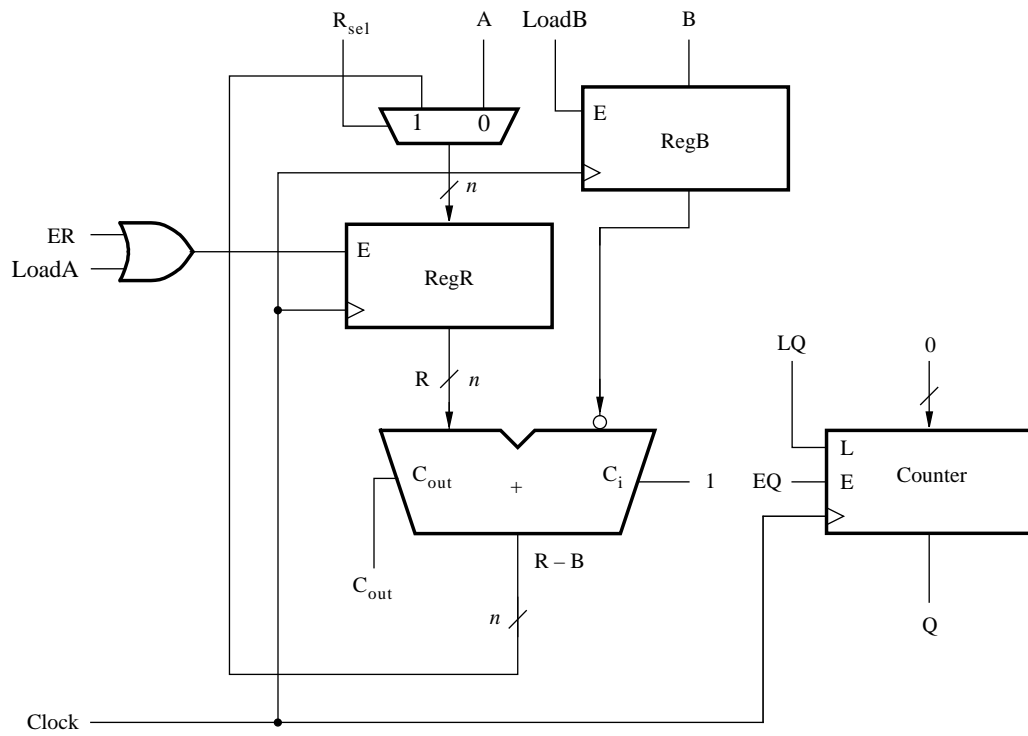 R_sel A LoadB B
1 0 E RegB
n
ER LoadA E RegR
R n
LQ 0
C_out + C_i 1
L
EQ E Counter
C_out R – B
n
Q
Clock